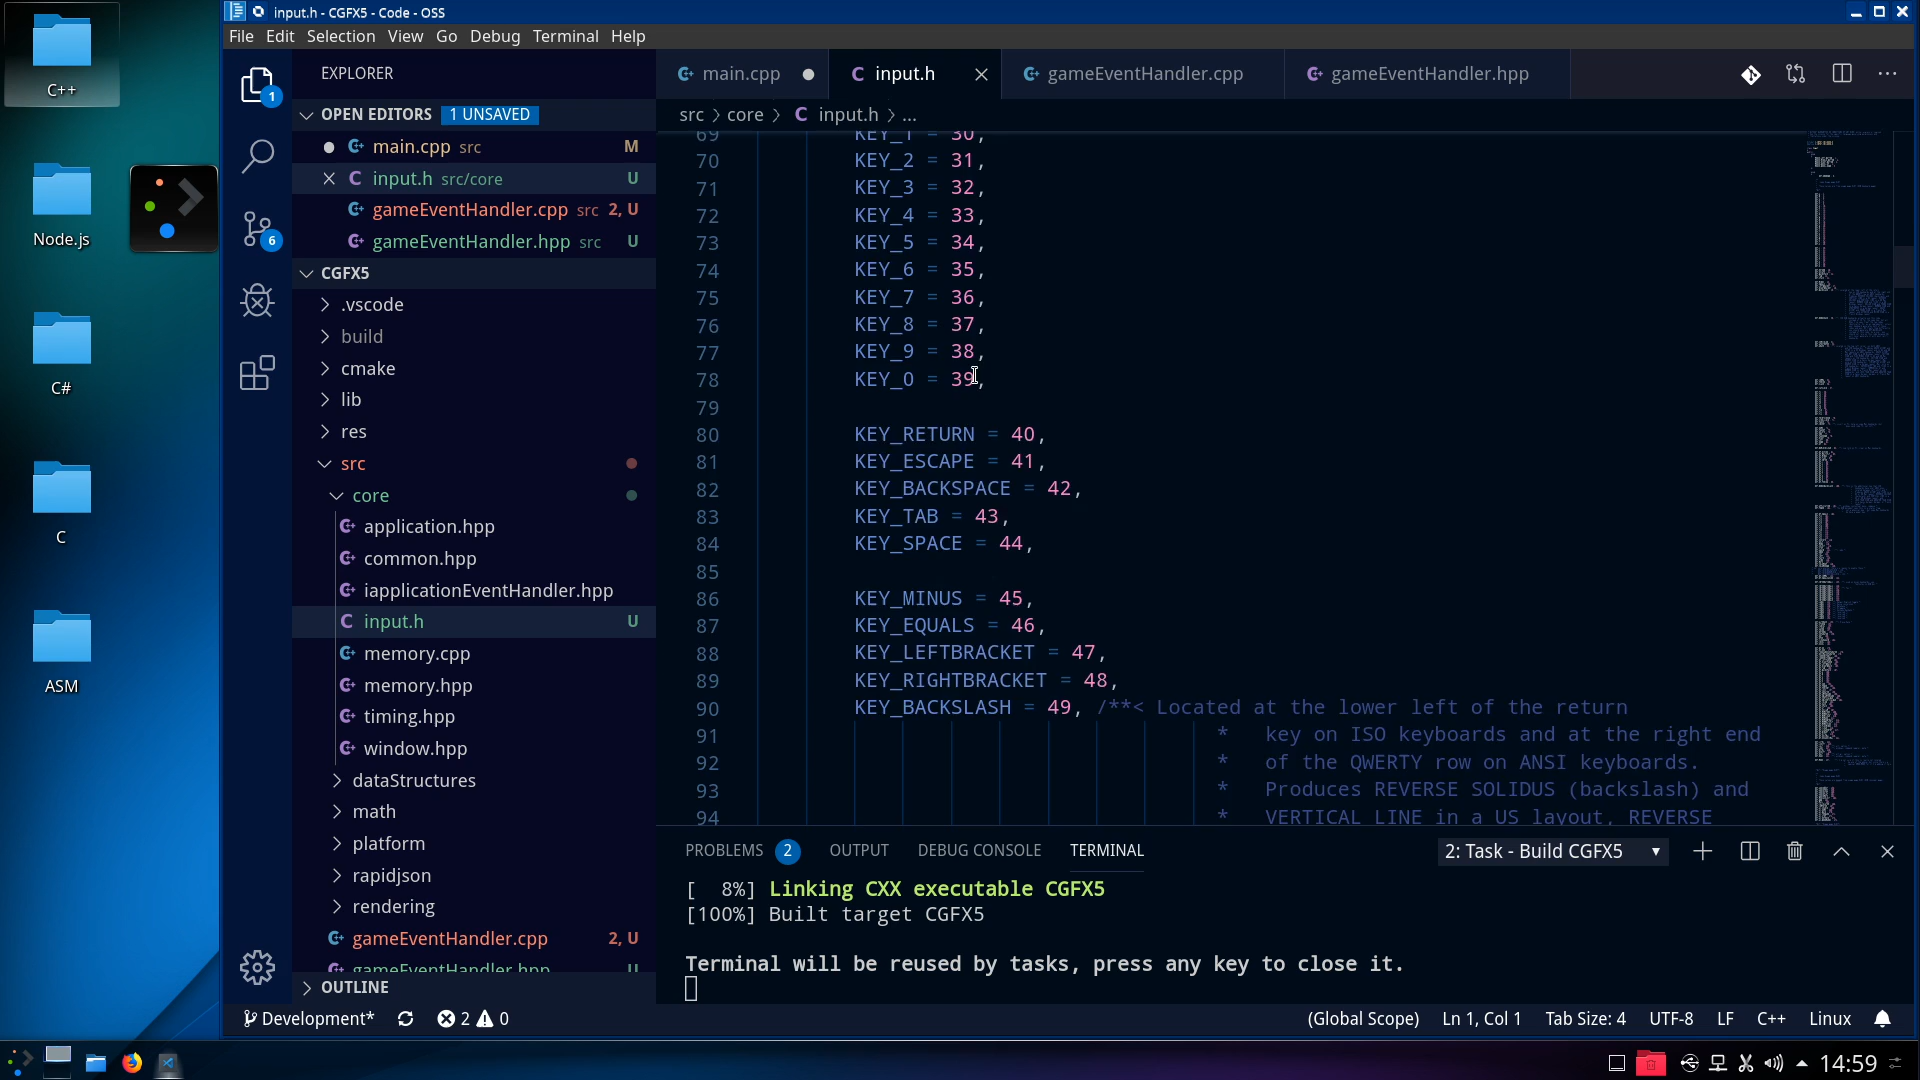 input.h - CGFX5 - Code - OSS
File Edit Selection View Go Debug Terminal Help
C++
Node.js
C#
C
ASM
EXPLORER
OPEN EDITORS 1 UNSAVED
main.cpp src M
input.h src/core U
gameEventHandler.cpp src 2, U
gameEventHandler.hpp src U
CGFX5
.vscode
build
cmake
lib
res
src
core
application.hpp
common.hpp
iapplicationEventHandler.hpp
input.h U
memory.cpp
memory.hpp
timing.hpp
window.hpp
dataStructures
math
platform
rapidjson
rendering
gameEventHandler.cpp 2, U
gameEventHandler.hpp U
OUTLINE
1
6
main.cpp input.h gameEventHandler.cpp gameEventHandler.hpp
src > core > C input.h > ...
69 KEY_1 = 30,
70 KEY_2 = 31,
71 KEY_3 = 32,
72 KEY_4 = 33,
73 KEY_5 = 34,
74 KEY_6 = 35,
75 KEY_7 = 36,
76 KEY_8 = 37,
77 KEY_9 = 38,
78 KEY_0 = 39,
79
80 KEY_RETURN = 40,
81 KEY_ESCAPE = 41,
82 KEY_BACKSPACE = 42,
83 KEY_TAB = 43,
84 KEY_SPACE = 44,
85
86 KEY_MINUS = 45,
87 KEY_EQUALS = 46,
88 KEY_LEFTBRACKET = 47,
89 KEY_RIGHTBRACKET = 48,
90 KEY_BACKSLASH = 49, /**< Located at the lower left of the return
91 * key on ISO keyboards and at the right end
92 * of the QWERTY row on ANSI keyboards.
93 * Produces REVERSE SOLIDUS (backslash) and
94 * VERTICAL LINE in a US layout, REVERSE
PROBLEMS 2 OUTPUT DEBUG CONSOLE TERMINAL 2: Task - Build CGFX5
[ 8%] Linking CXX executable CGFX5
[100%] Built target CGFX5
Terminal will be reused by tasks, press any key to close it.
Development* 2 0 (Global Scope) Ln 1, Col 1 Tab Size: 4 UTF-8 LF C++ Linux
14:59